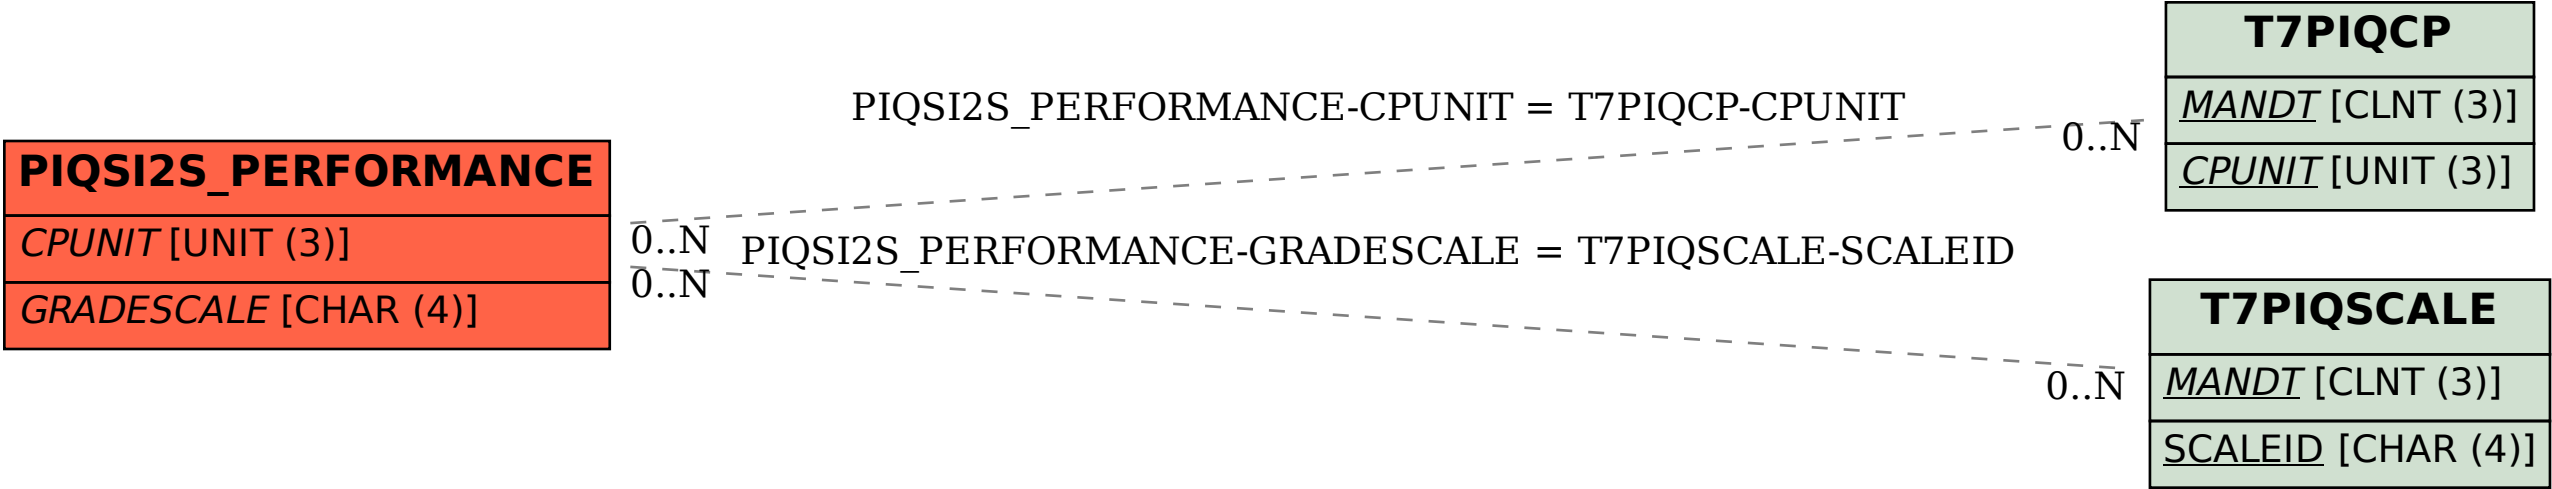 PIQSI2S_PERFORMANCE
CPUNIT [UNIT (3)]
GRADESCALE [CHAR (4)]
PIQSI2S_PERFORMANCE-CPUNIT = T7PIQCP-CPUNIT
0..N
0..N
PIQSI2S_PERFORMANCE-GRADESCALE = T7PIQSCALE-SCALEID
0..N
0..N
T7PIQCP
MANDT [CLNT (3)]
CPUNIT [UNIT (3)]
T7PIQSCALE
MANDT [CLNT (3)]
SCALEID [CHAR (4)]